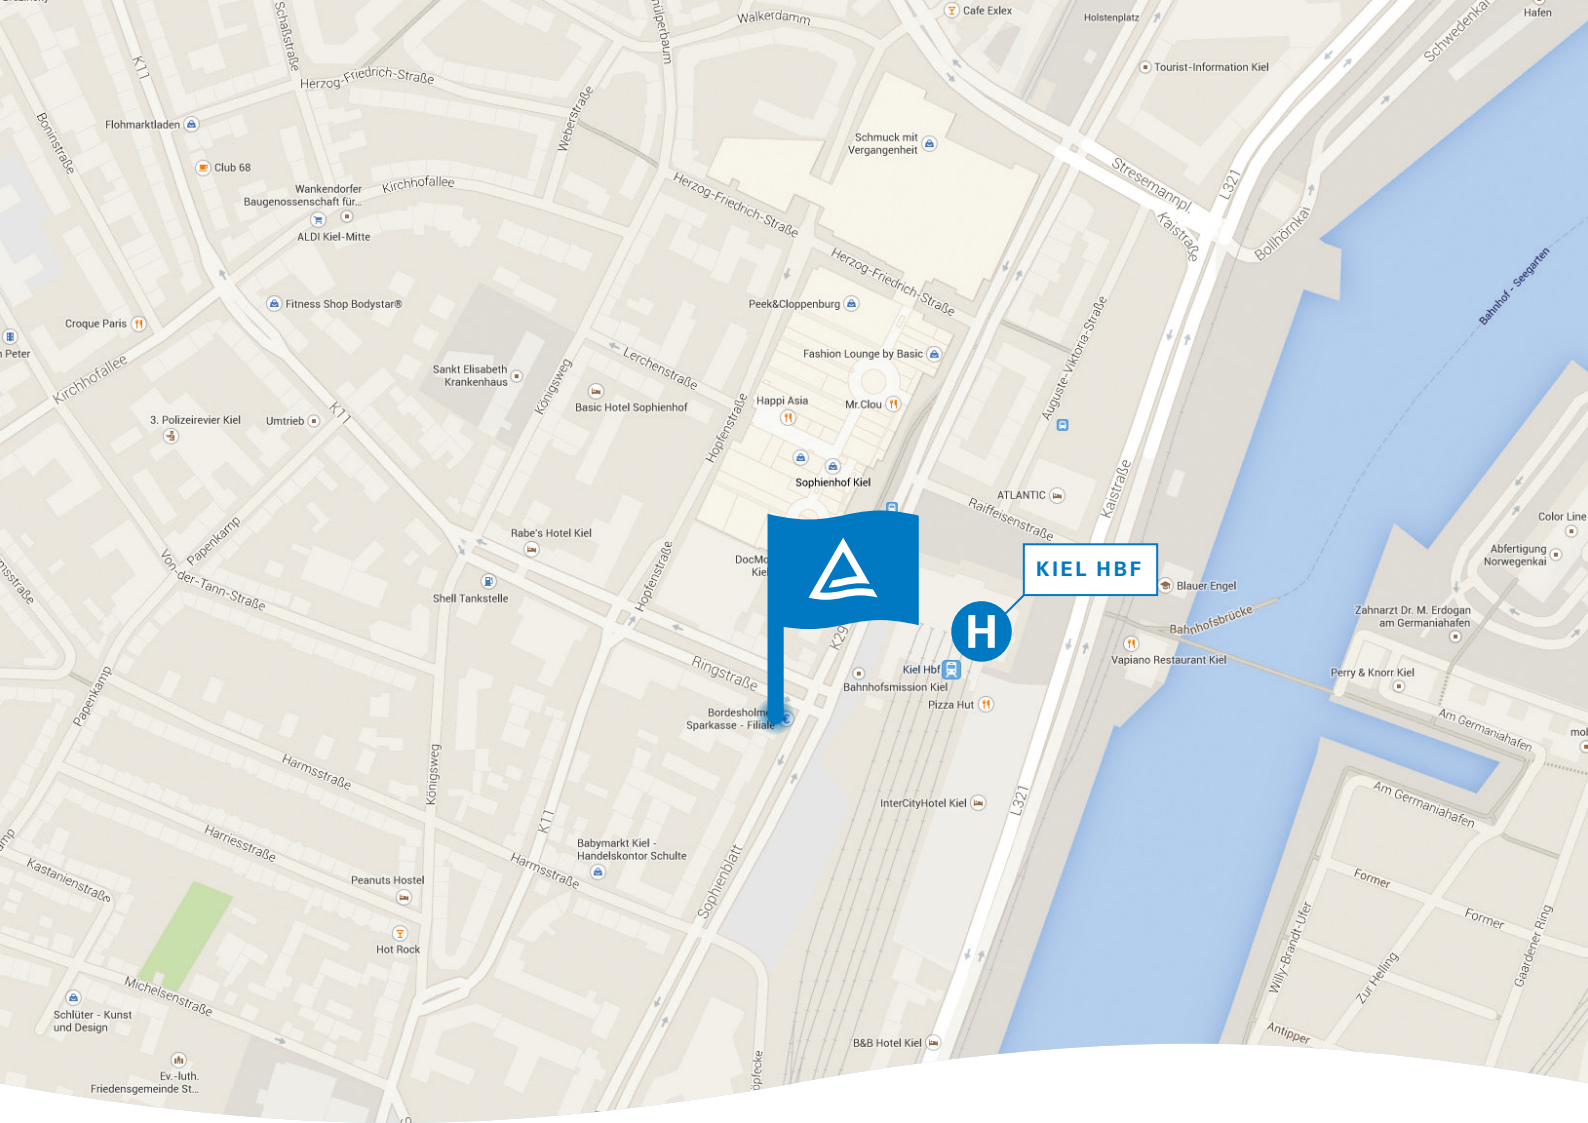 Cafe Exlex
Holstenplatz
Hafen
Walkerdamm
Schaßstraße
K11
Schwedenkai
Tourist-Information Kiel
Herzog-Friedrich-Straße
Weberstraße
Boninstraße
Flohmarktladen
Schmuck mit
Vergangenheit
Club 68
Stresemannpl.
L321
Wankendorfer
Baugenossenschaft für...
Kirchhofallee
Herzog-Friedrich-Straße
ALDI Kiel-Mitte
Kaistraße
Bollhörnkai
Herzog-Friedrich-Straße
Bahnhof - Seegarten
Fitness Shop Bodystar®
Peek&Cloppenburg
Croque Paris
Peter
Auguste-Viktoria-Straße
Fashion Lounge by Basic
Lerchenstraße
Kirchhofallee
Sankt Elisabeth
Krankenhaus
Königsweg
Basic Hotel Sophienhof
Happi Asia
Mr.Clou
K11
3. Polizeirevier Kiel
Umtrieb
Hopfenstraße
Sophienhof Kiel
Kaistraße
ATLANTIC
Raiffeisenstraße
Color Line
Papenkamp
Rabe's Hotel Kiel
Abfertigung
Norwegenkai
KIEL HBF
Von-der-Tann-Straße
Shell Tankstelle
Hopfenstraße
Blauer Engel
Bahnhofsbrücke
Zahnarzt Dr. M. Erdogan
am Germaniahafen
H
K29
Ringstraße
Kiel Hbf
Bahnhofsmission Kiel
Vapiano Restaurant Kiel
Perry & Knorr Kiel
Papenkamp
Pizza Hut
Sparkasse - Filiale
Am Germaniahafen
Harmsstraße
Königsweg
InterCityHotel Kiel
L321
Am Germaniahafen
K11
Harriesstraße
Babymarkt Kiel -
Handelskontor Schulte
Kastanienstraße
Peanuts Hostel
Harmsstraße
Sophienblatt
Former
Former
Hot Rock
Willy-Brandt-Ufer
Zur Helling
Gaardener Ring
Michelsenstraße
Schlüter - Kunst
und Design
Antipper
B&B Hotel Kiel
Ev.-luth.
Friedensgemeinde St...